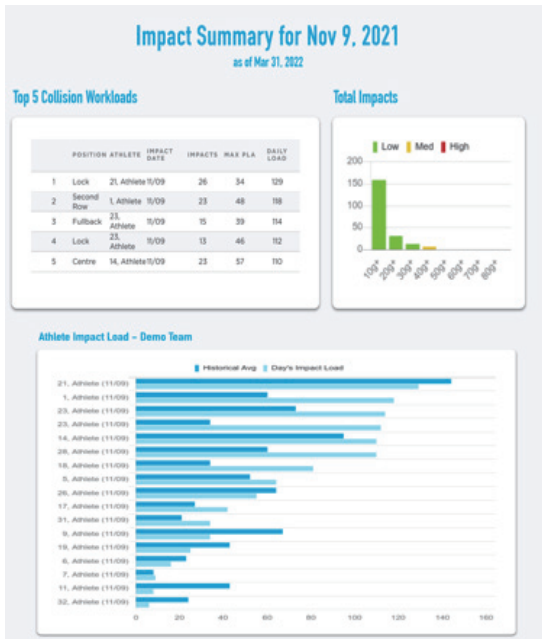 Impact Summary for Nov 9, 2021
as of Mar 31, 2022
Top 5 Collision Workloads
POSITION ATHLETE IMPACT DATE IMPACTS MAX PLA DAILY LOAD
1 Lock 21, Athlete 11/09 26 34 129
2 Second Row 1, Athlete 11/09 23 48 118
3 Fullback 23, Athlete 11/09 15 39 114
4 Lock 23, Athlete 11/09 13 46 112
5 Centre 14, Athlete 11/09 23 57 110
Total Impacts
Low Med High
200
150
100
50
0
10g+ 20g+ 30g+ 40g+ 50g+ 60g+ 70g+ 80g+
Athlete Impact Load – Demo Team
Historical Avg Day's Impact Load
21, Athlete (11/09)
1, Athlete (11/09)
23, Athlete (11/09)
23, Athlete (11/09)
14, Athlete (11/09)
28, Athlete (11/09)
18, Athlete (11/09)
5, Athlete (11/09)
26, Athlete (11/09)
17, Athlete (11/09)
31, Athlete (11/09)
9, Athlete (11/09)
19, Athlete (11/09)
6, Athlete (11/09)
7, Athlete (11/09)
11, Athlete (11/09)
32, Athlete (11/09)
0 20 40 60 80 100 120 140 160